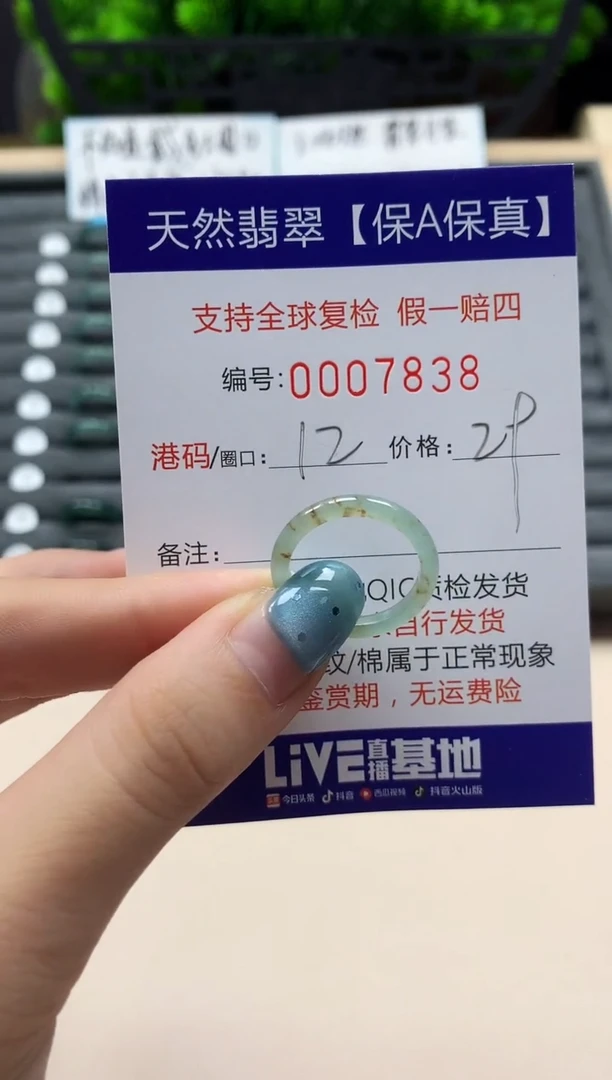 天然翡翠【保A保真】
支持全球复检 假一赔四
编号:0007838
港码/圈口: 12 价格: 29
备注:
QIC质检发货
自行发货
纹/棉属于正常现象
鉴赏期，无运费险
LiVE直播基地
今日头条 抖音 西瓜视频 抖音火山版